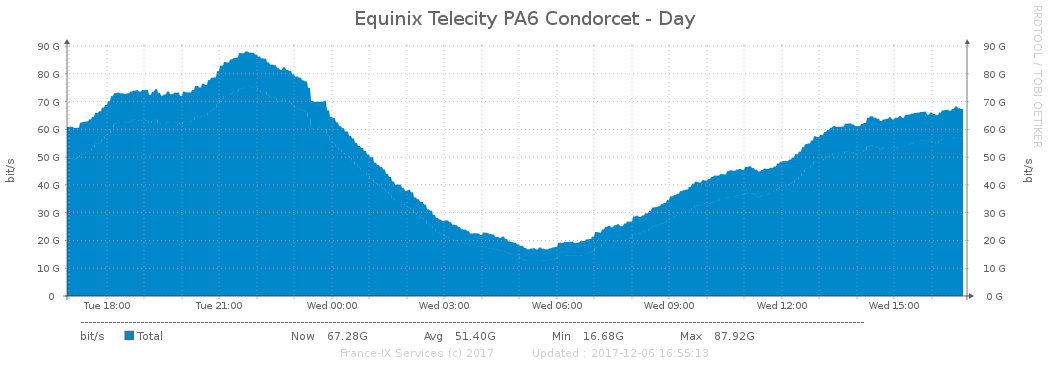 Equinix Telecity PA6 Condorcet - Day
RRDTOOL / TOBI OETIKER
90 G 90 G
80 G 80 G
70 G 70 G
60 G 60 G
50 G 50 G
40 G 40 G
30 G 30 G
20 G 20 G
10 G 10 G
0 0 G
bit/s bit/s
Tue 18:00 Tue 21:00 Wed 00:00 Wed 03:00 Wed 06:00 Wed 09:00 Wed 12:00 Wed 15:00
bit/s Total Now 67.28G Avg 51.40G Min 16.68G Max 87.92G
France-IX Services (c) 2017 Updated : 2017-12-06 16:55:13